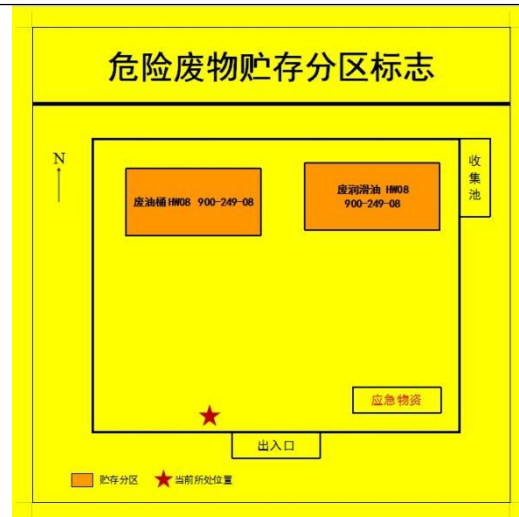 危险废物贮存分区标志
N
收集池
废油桶 HW08 900-249-08
废润滑油 HW08
900-249-08
应急物资
出入口
贮存分区
当前所处位置